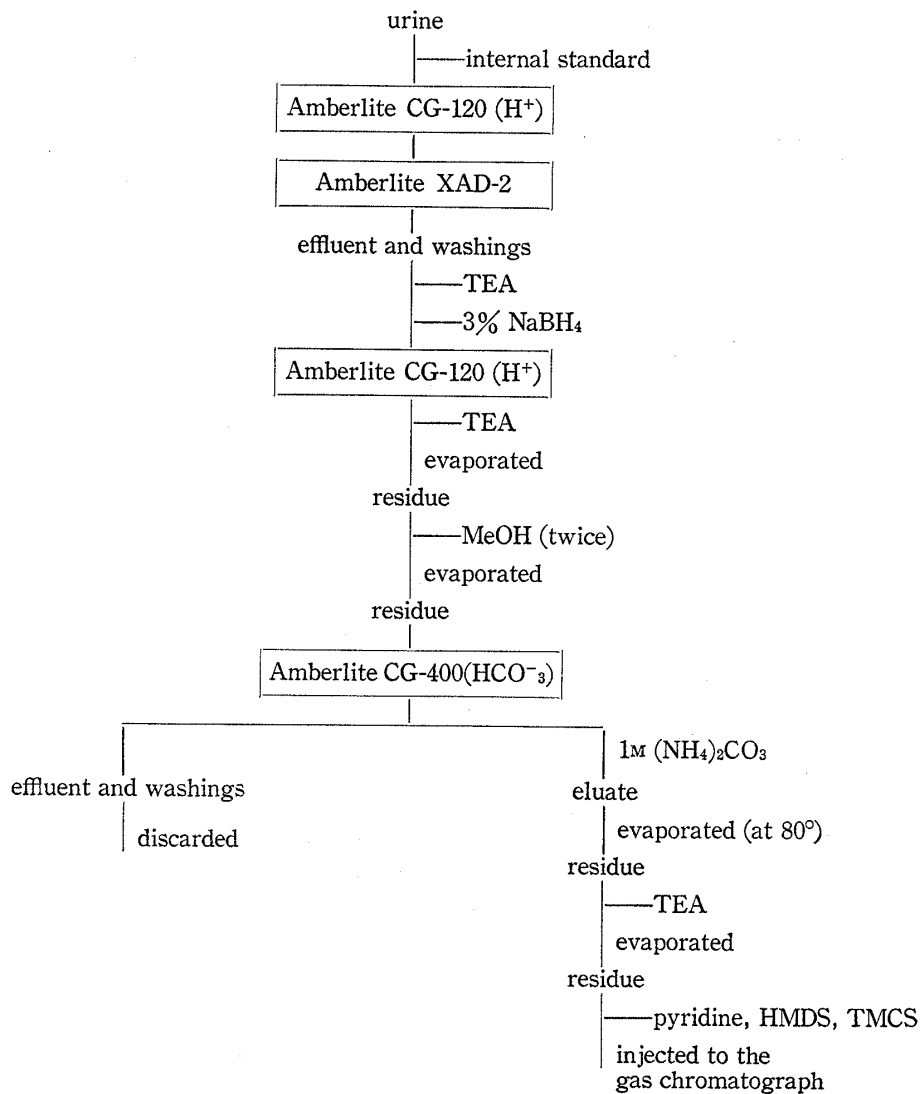 urine
internal standard
Amberlite CG-120 (H⁺)
Amberlite XAD-2
effluent and washings
TEA
3% NaBH₄
Amberlite CG-120 (H⁺)
TEA
evaporated
residue
MeOH (twice)
evaporated
residue
Amberlite CG-400(HCO⁻₃)
effluent and washings
discarded
1M (NH₄)₂CO₃
eluate
evaporated (at 80°)
residue
TEA
evaporated
residue
pyridine, HMDS, TMCS
injected to the
gas chromatograph